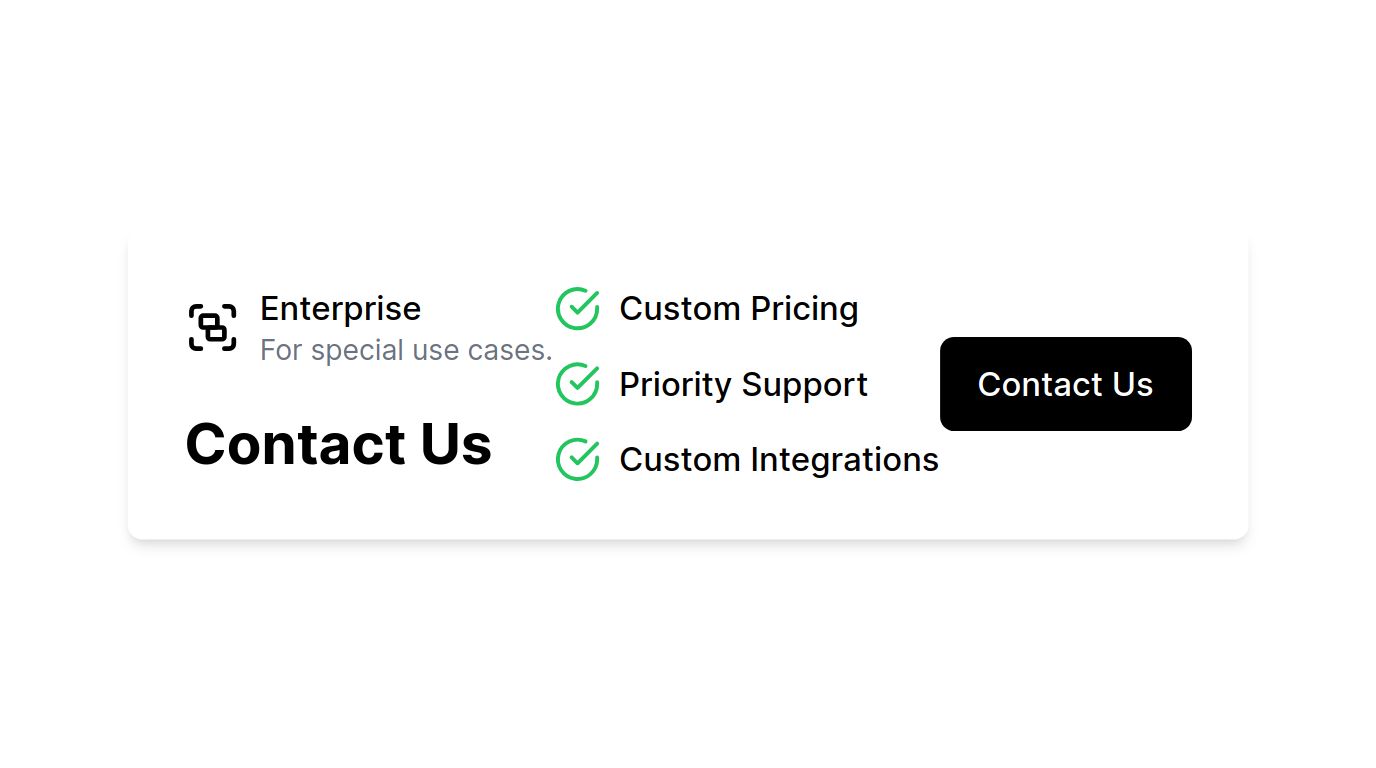 Enterprise
For special use cases.
Contact Us
Custom Pricing
Priority Support
Custom Integrations
Contact Us